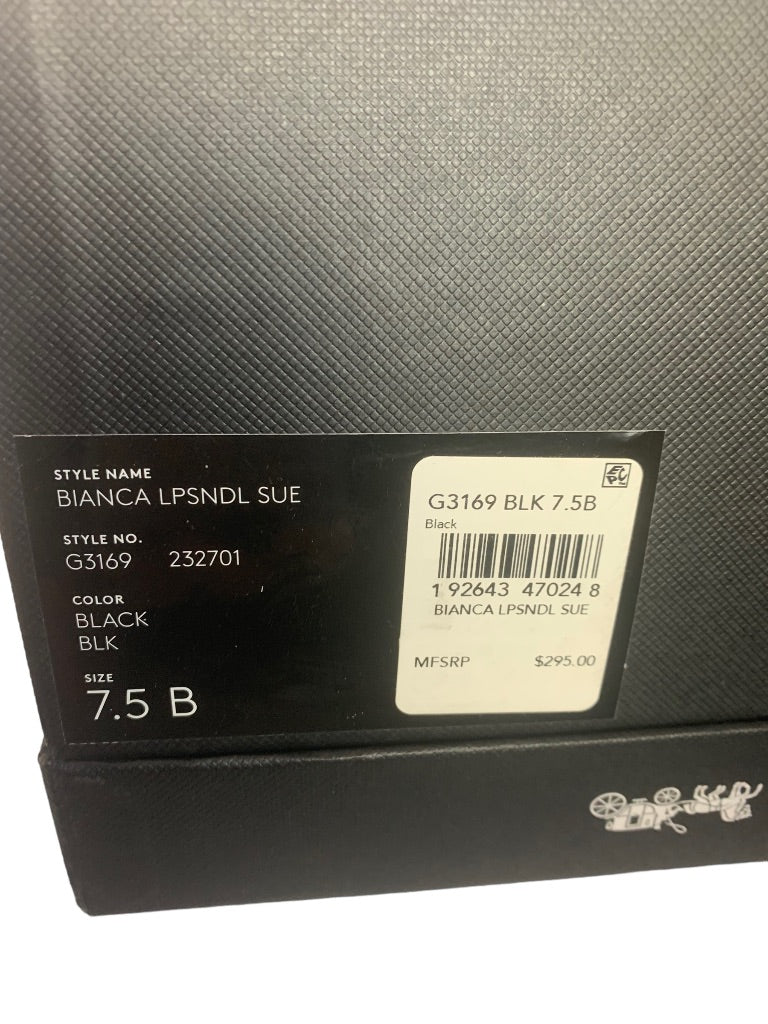 STYLE NAME
BIANCA LPSNDL SUE
STYLE NO.
G3169 232701
COLOR
BLACK
BLK
SIZE
7.5 B
EPC
G3169 BLK 7.5B
Black
1 92643 47024 8
BIANCA LPSNDL SUE
MFSRP $295.00